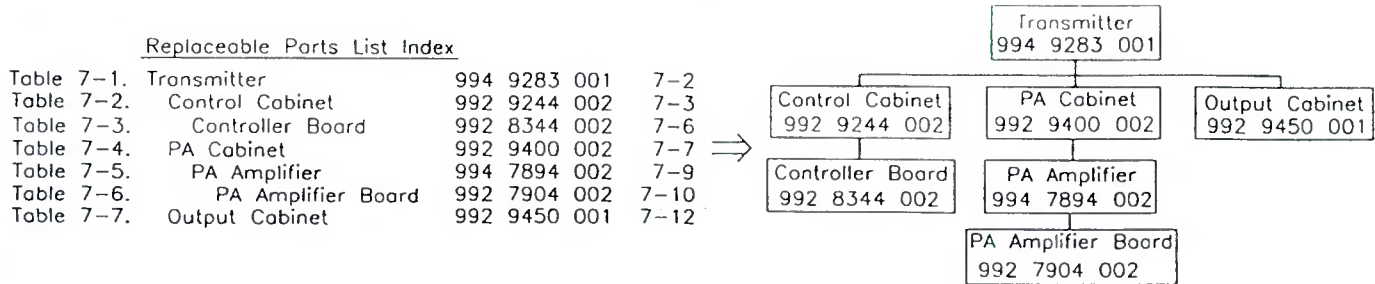 Replaceable Parts List Index
Table 7-1. Transmitter 994 9283 001 7-2
Table 7-2. Control Cabinet 992 9244 002 7-3
Table 7-3. Controller Board 992 8344 002 7-6
Table 7-4. PA Cabinet 992 9400 002 7-7
Table 7-5. PA Amplifier 994 7894 002 7-9
Table 7-6. PA Amplifier Board 992 7904 002 7-10
Table 7-7. Output Cabinet 992 9450 001 7-12
Transmitter
994 9283 001
Control Cabinet
992 9244 002
PA Cabinet
992 9400 002
Output Cabinet
992 9450 001
Controller Board
992 8344 002
PA Amplifier
994 7894 002
PA Amplifier Board
992 7904 002